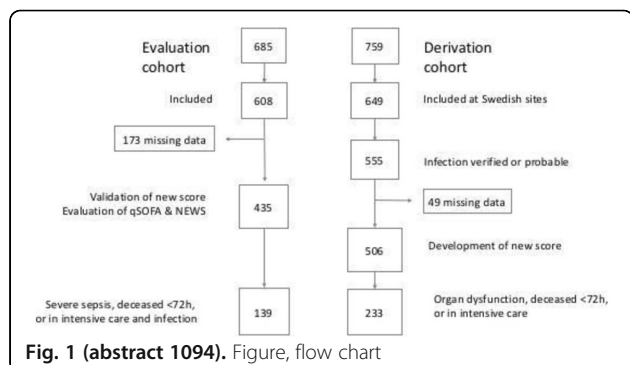 Evaluation
cohort
685
Included
608
173 missing data
Validation of new score
Evaluation of qSOFA & NEWS
435
Severe sepsis, deceased <72h,
or in intensive care and infection
139
759
Derivation
cohort
649
Included at Swedish sites
555
Infection verified or probable
49 missing data
506
Development of new score
233
Organ dysfunction, deceased <72h,
or in intensive care
Fig. 1 (abstract 1094). Figure, flow chart